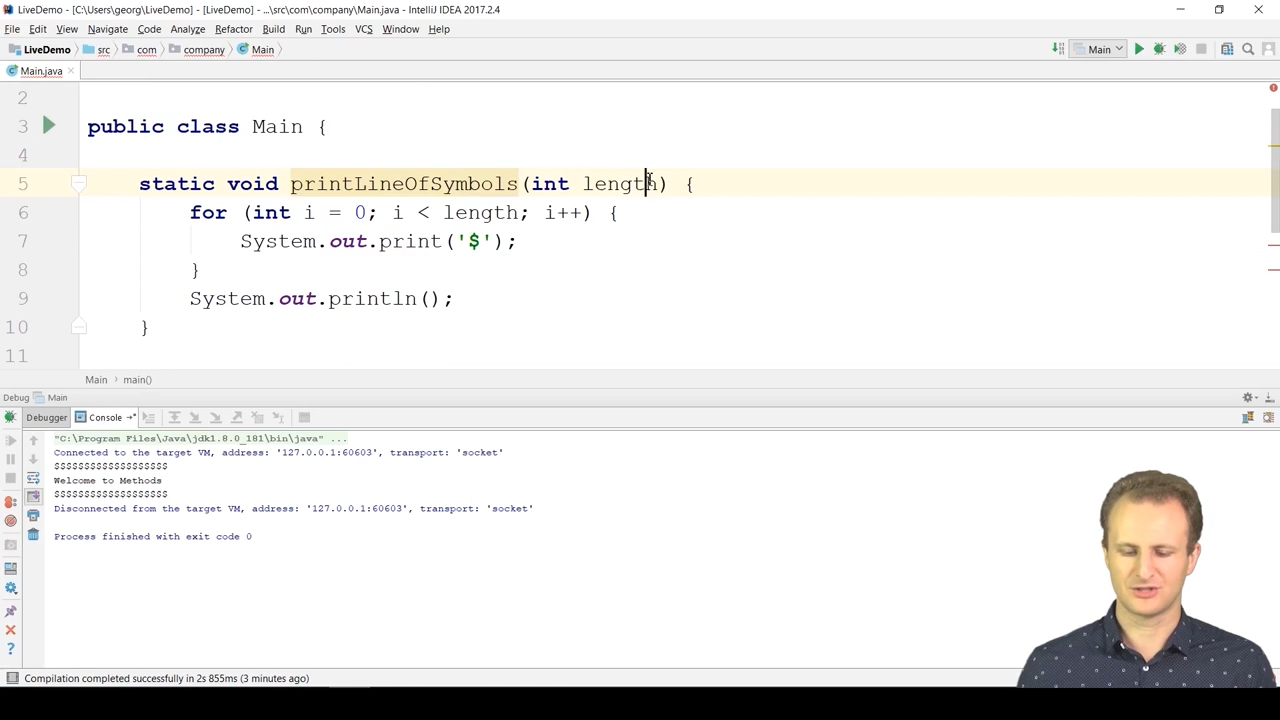 LiveDemo - [C:\Users\georg\LiveDemo] - [LiveDemo] - ...\src\com\company\Main.java - IntelliJ IDEA 2017.2.4
File Edit View Navigate Code Analyze Refactor Build Run Tools VCS Window Help
LiveDemo src com company Main Main
Main.java
2
3 public class Main {
4
5 static void printLineOfSymbols(int length) {
6 for (int i = 0; i < length; i++) {
7 System.out.print('$');
8 }
9 System.out.println();
10 }
11
Main › main()
Debug Main
Debugger Console
"C:\Program Files\Java\jdk1.8.0_181\bin\java" ...
Connected to the target VM, address: '127.0.0.1:60603', transport: 'socket'
Welcome to Methods
Disconnected from the target VM, address: '127.0.0.1:60603', transport: 'socket'
Process finished with exit code 0
Compilation completed successfully in 2s 855ms (3 minutes ago)